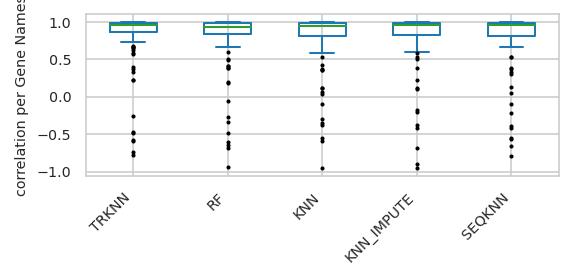 correlation per Gene Names
1.0
0.5
0.0
−0.5
−1.0
TRKNN
RF
KNN
KNN_IMPUTE
SEQKNN